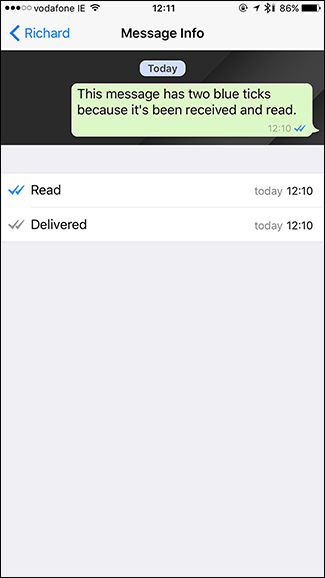 vodafone IE 12:11 86%
Richard Message Info
Today
This message has two blue ticks
because it's been received and read.
12:10
Read today 12:10
Delivered today 12:10